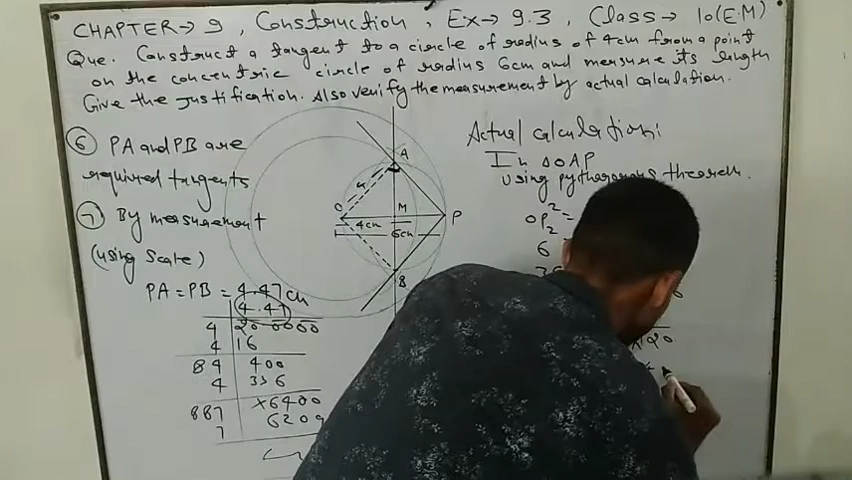 CHAPTER→ 9, Construction, Ex→ 9.3, Class→ 10(E.M)
Que. Construct a tangent to a circle of radius of 4cm from a point
on the concentric circle of radius 6cm and measure its length
Give the justification. Also verify the measurement by actual calculation.
⑥ PA and PB are
required tangents
⑦ By measurement
(using Scale)
PA = PB = 4.47cm
4.47
4 20 0000
4 16
84 400
4 336
887 ×6400
7 6209
A
4
O M P
4cm
6cm
B
Actual calculation:
In △OAP
using pythagorous theorem.
OP² =
6²